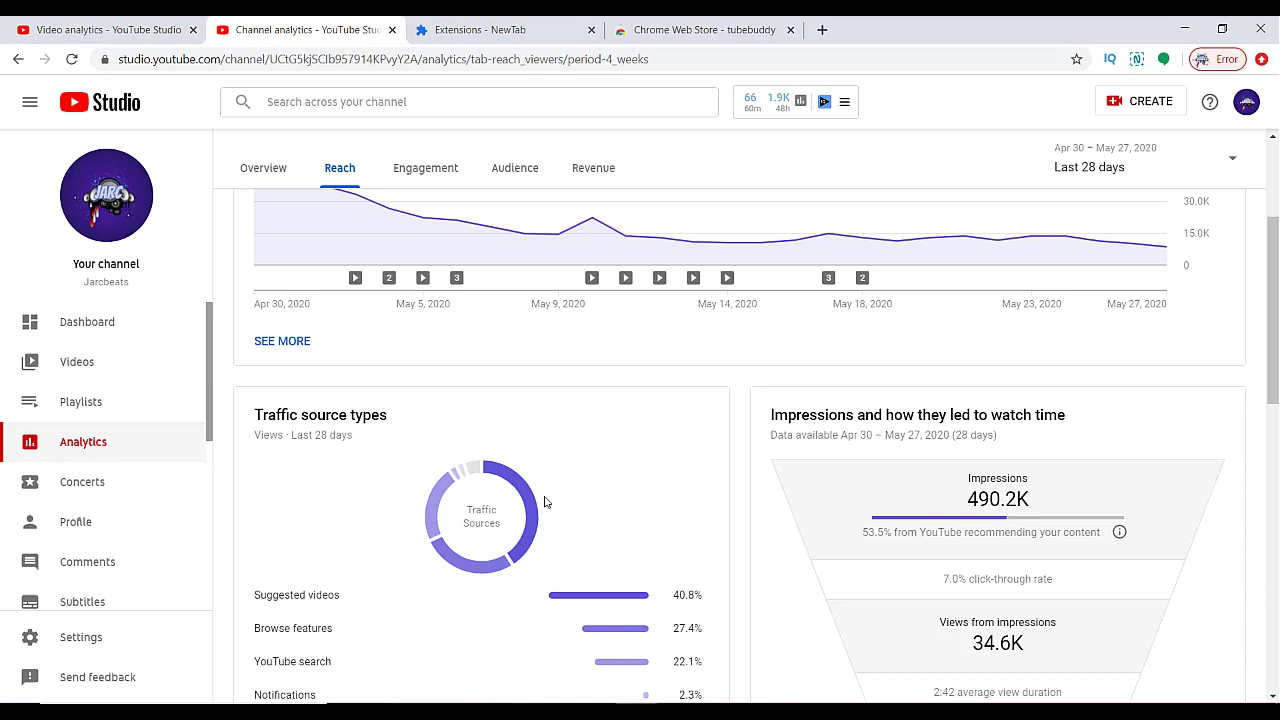 Video analytics - YouTube Studio
Channel analytics - YouTube Stu
Extensions - NewTab
Chrome Web Store - tubebuddy
studio.youtube.com/channel/UCtG5kjSCIb957914KPvyY2A/analytics/tab-reach_viewers/period-4_weeks
IQ
N
Error
Studio
Search across your channel
66
60m
1.9K
48h
CREATE
Overview
Reach
Engagement
Audience
Revenue
Apr 30 – May 27, 2020
Last 28 days
JARC
Your channel
Jarcbeats
Dashboard
Videos
Playlists
Analytics
Concerts
Profile
Comments
Subtitles
Settings
Send feedback
30.0K
15.0K
0
2
3
3
2
Apr 30, 2020
May 5, 2020
May 9, 2020
May 14, 2020
May 18, 2020
May 23, 2020
May 27, 2020
SEE MORE
Traffic source types
Views · Last 28 days
Traffic
Sources
Suggested videos 40.8%
Browse features 27.4%
YouTube search 22.1%
Notifications 2.3%
Impressions and how they led to watch time
Data available Apr 30 – May 27, 2020 (28 days)
Impressions
490.2K
53.5% from YouTube recommending your content
7.0% click-through rate
Views from impressions
34.6K
2:42 average view duration